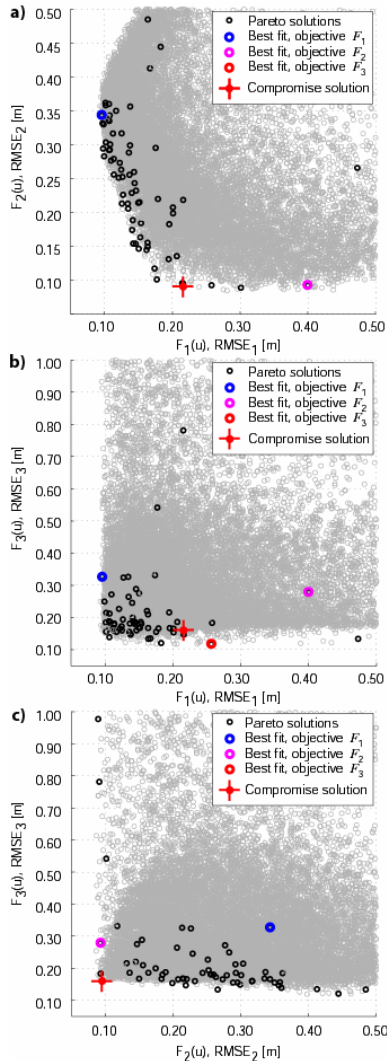 a)
0.50
0.45
0.40
0.35
0.30
0.25
0.20
0.15
0.10
F2(u), RMSE2 [m]
Pareto solutions
Best fit, objective F1
Best fit, objective F2
Best fit, objective F3
Compromise solution
0.10 0.20 0.30 0.40 0.50
F1(u), RMSE1 [m]
b)
1.00
0.90
0.80
0.70
0.60
0.50
0.40
0.30
0.20
0.10
F3(u), RMSE3 [m]
Pareto solutions
Best fit, objective F1
Best fit, objective F2
Best fit, objective F3
Compromise solution
0.10 0.20 0.30 0.40 0.50
F1(u), RMSE1 [m]
c)
1.00
0.90
0.80
0.70
0.60
0.50
0.40
0.30
0.20
0.10
F3(u), RMSE3 [m]
Pareto solutions
Best fit, objective F1
Best fit, objective F2
Best fit, objective F3
Compromise solution
0.10 0.20 0.30 0.40 0.50
F2(u), RMSE2 [m]